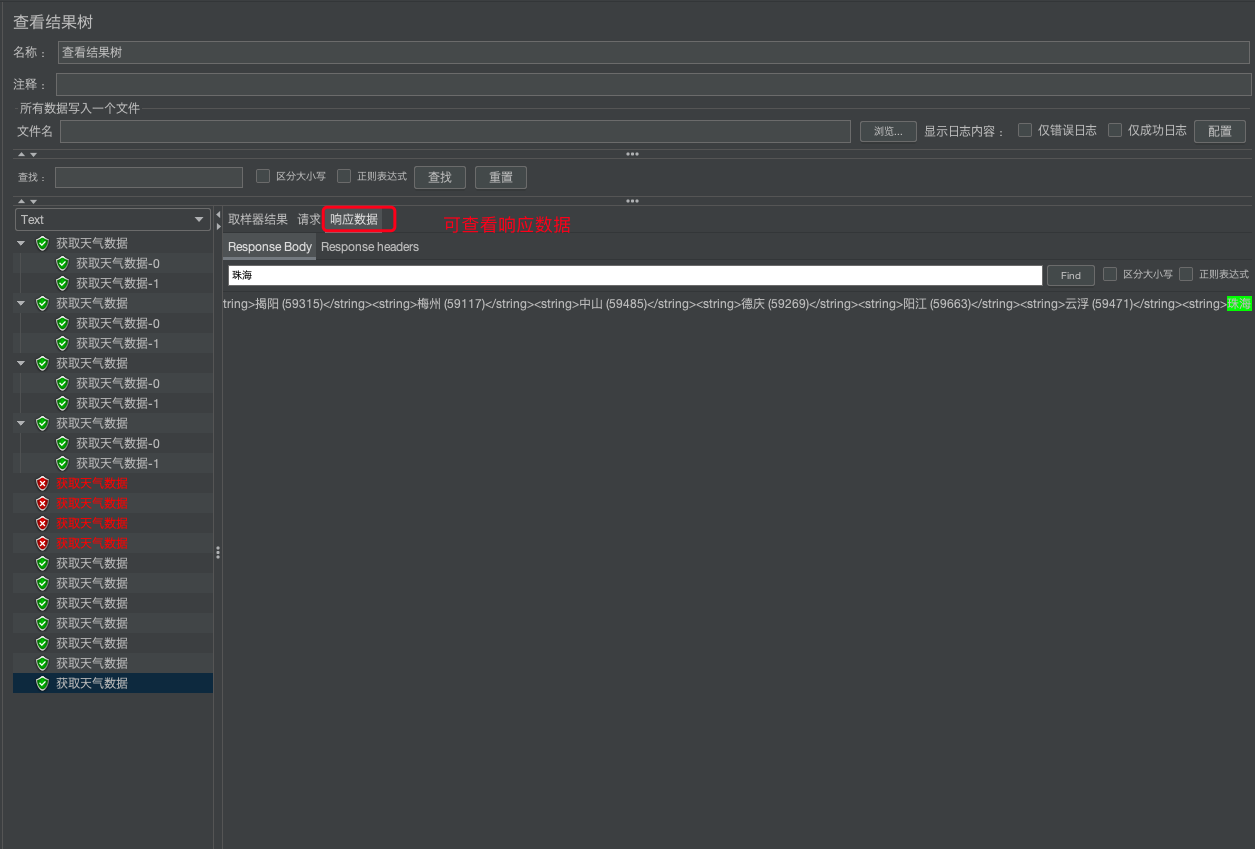 查看结果树
名称： 查看结果树
注释：
所有数据写入一个文件
文件名 浏览... 显示日志内容： 仅错误日志 仅成功日志 配置
查找： 区分大小写 正则表达式 查找 重置
Text
取样器结果 请求 响应数据 可查看响应数据
Response Body Response headers
珠海 Find 区分大小写 正则表达式
tring>揭阳 (59315)</string><string>梅州 (59117)</string><string>中山 (59485)</string><string>德庆 (59269)</string><string>阳江 (59663)</string><string>云浮 (59471)</string><string>珠海
获取天气数据
获取天气数据-0
获取天气数据-1
获取天气数据
获取天气数据-0
获取天气数据-1
获取天气数据
获取天气数据-0
获取天气数据-1
获取天气数据
获取天气数据-0
获取天气数据-1
获取天气数据
获取天气数据
获取天气数据
获取天气数据
获取天气数据
获取天气数据
获取天气数据
获取天气数据
获取天气数据
获取天气数据
获取天气数据